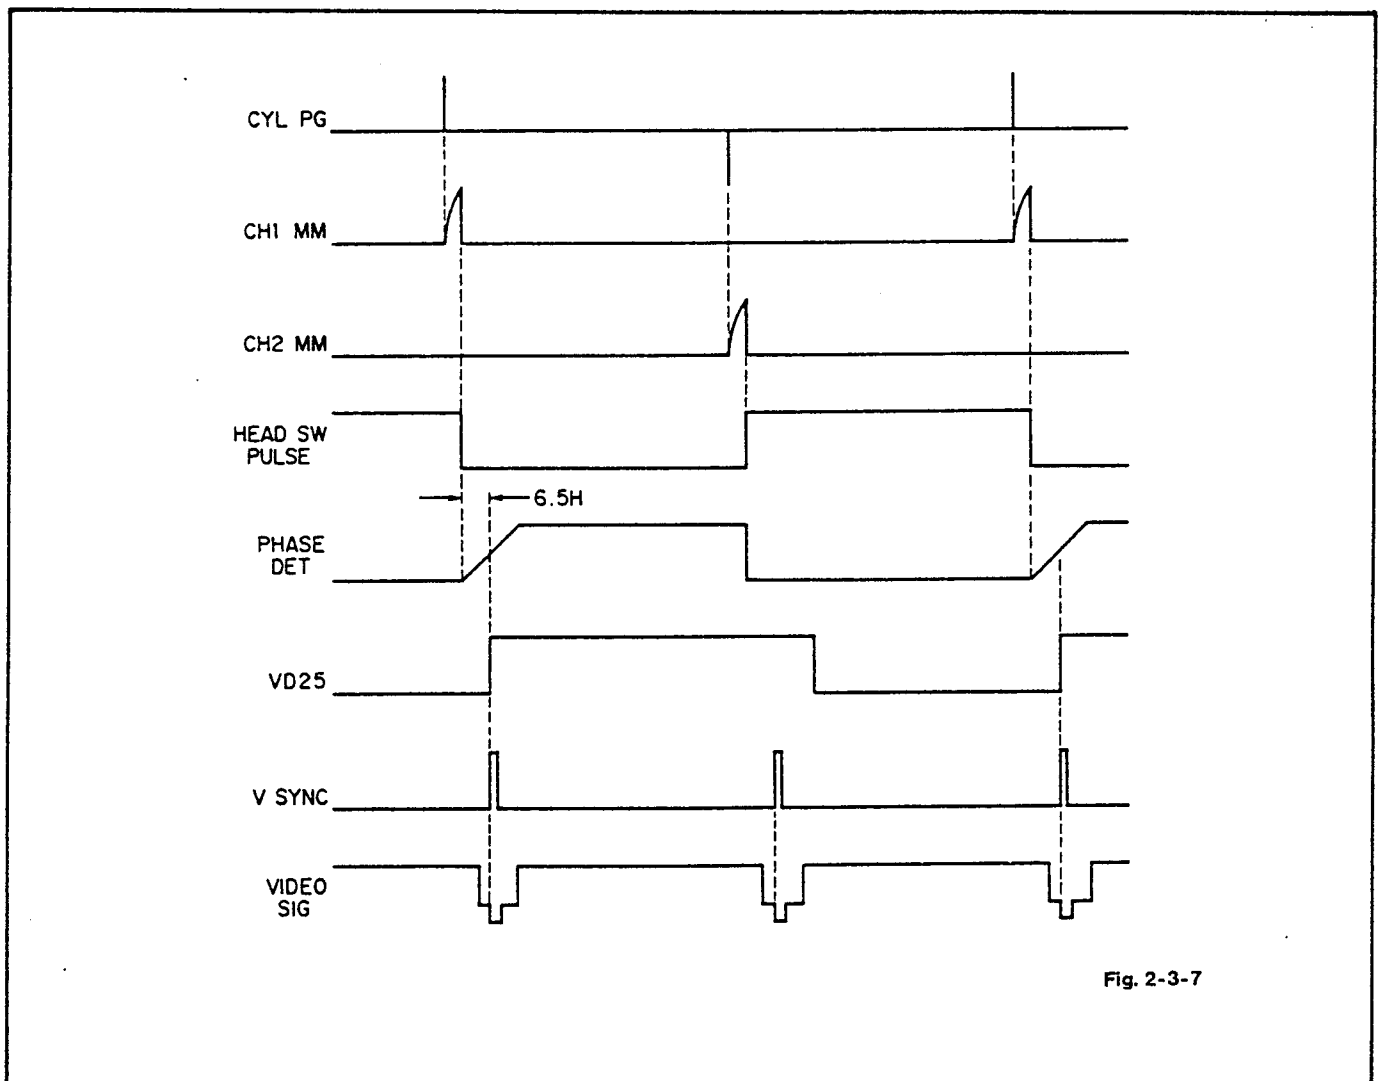 CYL PG
CH1 MM
CH2 MM
HEAD SW
PULSE
6.5H
PHASE
DET
VD25
V SYNC
VIDEO
SIG
Fig. 2-3-7